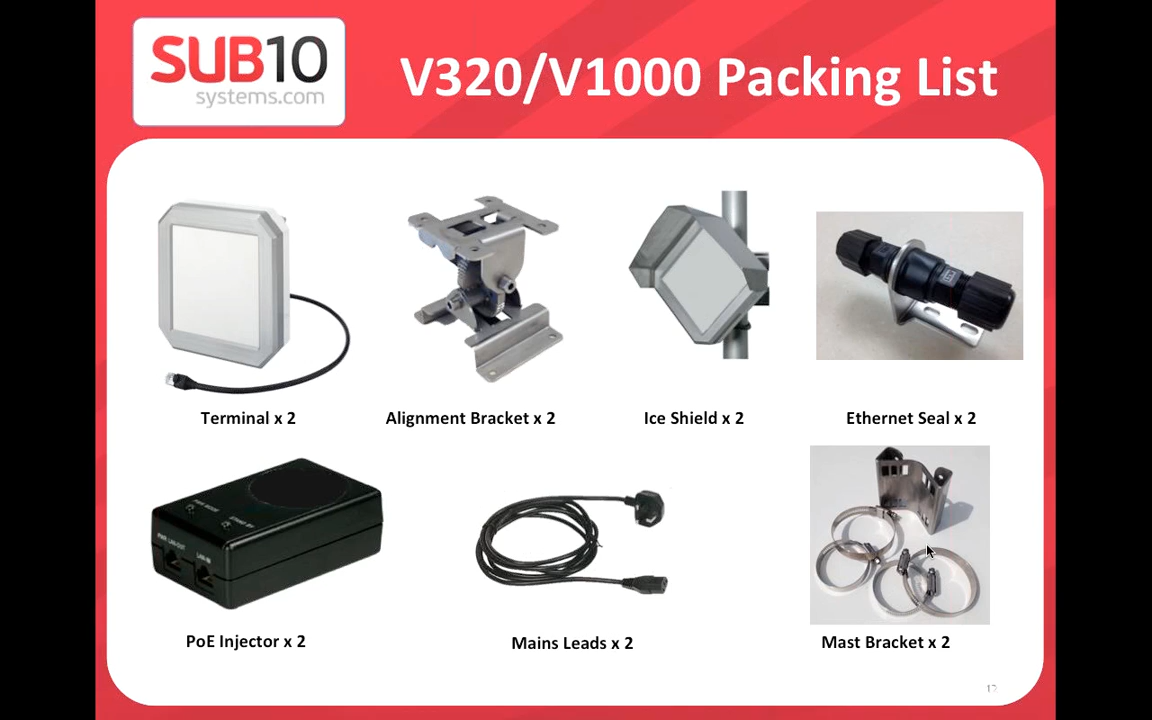 SUB10
systems.com
V320/V1000 Packing List
Terminal x 2
Alignment Bracket x 2
Ice Shield x 2
Ethernet Seal x 2
PoE Injector x 2
Mains Leads x 2
Mast Bracket x 2